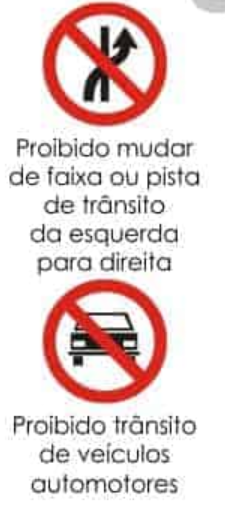 Proibido mudar
de faixa ou pista
de trânsito
da esquerda
para direita
Proibido trânsito
de veículos
automotores